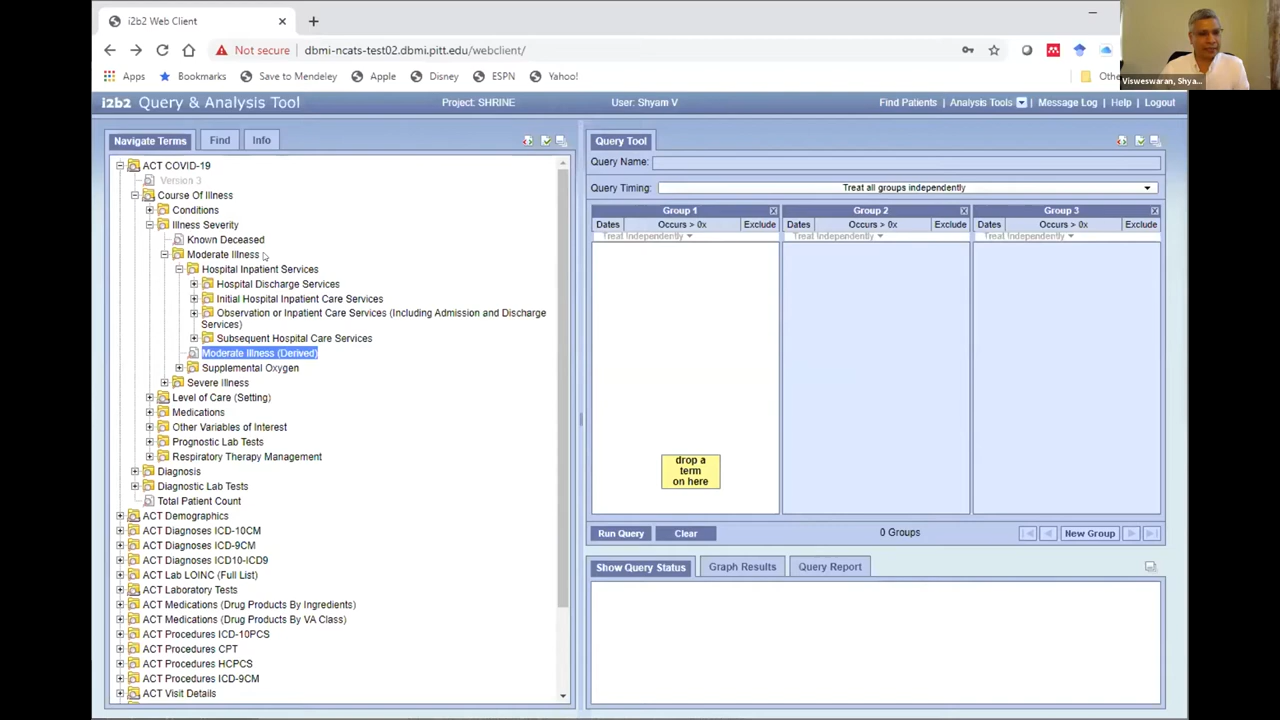 i2b2 Web Client
Not secure dbmi-ncats-test02.dbmi.pitt.edu/webclient/
Apps Bookmarks Save to Mendeley Apple Disney ESPN Yahoo! Othe
Visweswaran, Shya...
i2b2 Query & Analysis Tool Project: SHRINE User: Shyam V Find Patients Analysis Tools Message Log Help Logout
Navigate Terms Find Info
ACT COVID-19
Version 3
Course Of Illness
Conditions
Illness Severity
Known Deceased
Moderate Illness
Hospital Inpatient Services
Hospital Discharge Services
Initial Hospital Inpatient Care Services
Observation or Inpatient Care Services (Including Admission and Discharge
Services)
Subsequent Hospital Care Services
Moderate Illness (Derived)
Supplemental Oxygen
Severe Illness
Level of Care (Setting)
Medications
Other Variables of Interest
Prognostic Lab Tests
Respiratory Therapy Management
Diagnosis
Diagnostic Lab Tests
Total Patient Count
ACT Demographics
ACT Diagnoses ICD-10CM
ACT Diagnoses ICD-9CM
ACT Diagnoses ICD10-ICD9
ACT Lab LOINC (Full List)
ACT Laboratory Tests
ACT Medications (Drug Products By Ingredients)
ACT Medications (Drug Products By VA Class)
ACT Procedures ICD-10PCS
ACT Procedures CPT
ACT Procedures HCPCS
ACT Procedures ICD-9CM
ACT Visit Details
Query Tool
Query Name:
Query Timing: Treat all groups independently
Group 1 Group 2 Group 3
Dates Occurs > 0x Exclude Dates Occurs > 0x Exclude Dates Occurs > 0x Exclude
Treat Independently Treat Independently Treat Independently
drop a
term
on here
Run Query Clear 0 Groups New Group
Show Query Status Graph Results Query Report